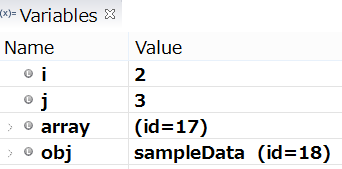 (x)= Variables
Name Value
i 2
j 3
array (id=17)
obj sampleData (id=18)